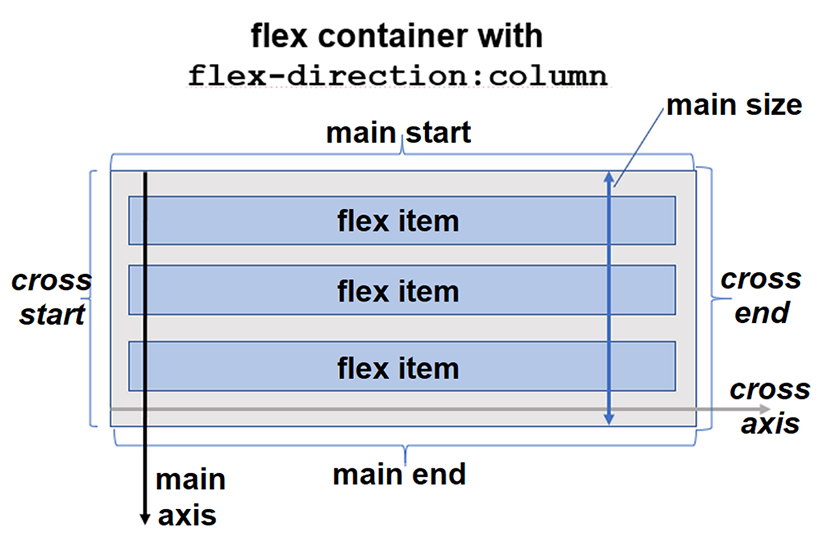 flex container with
flex-direction:column
main size
main start
flex item
cross
start
flex item
cross
end
flex item
cross
axis
main end
main
axis